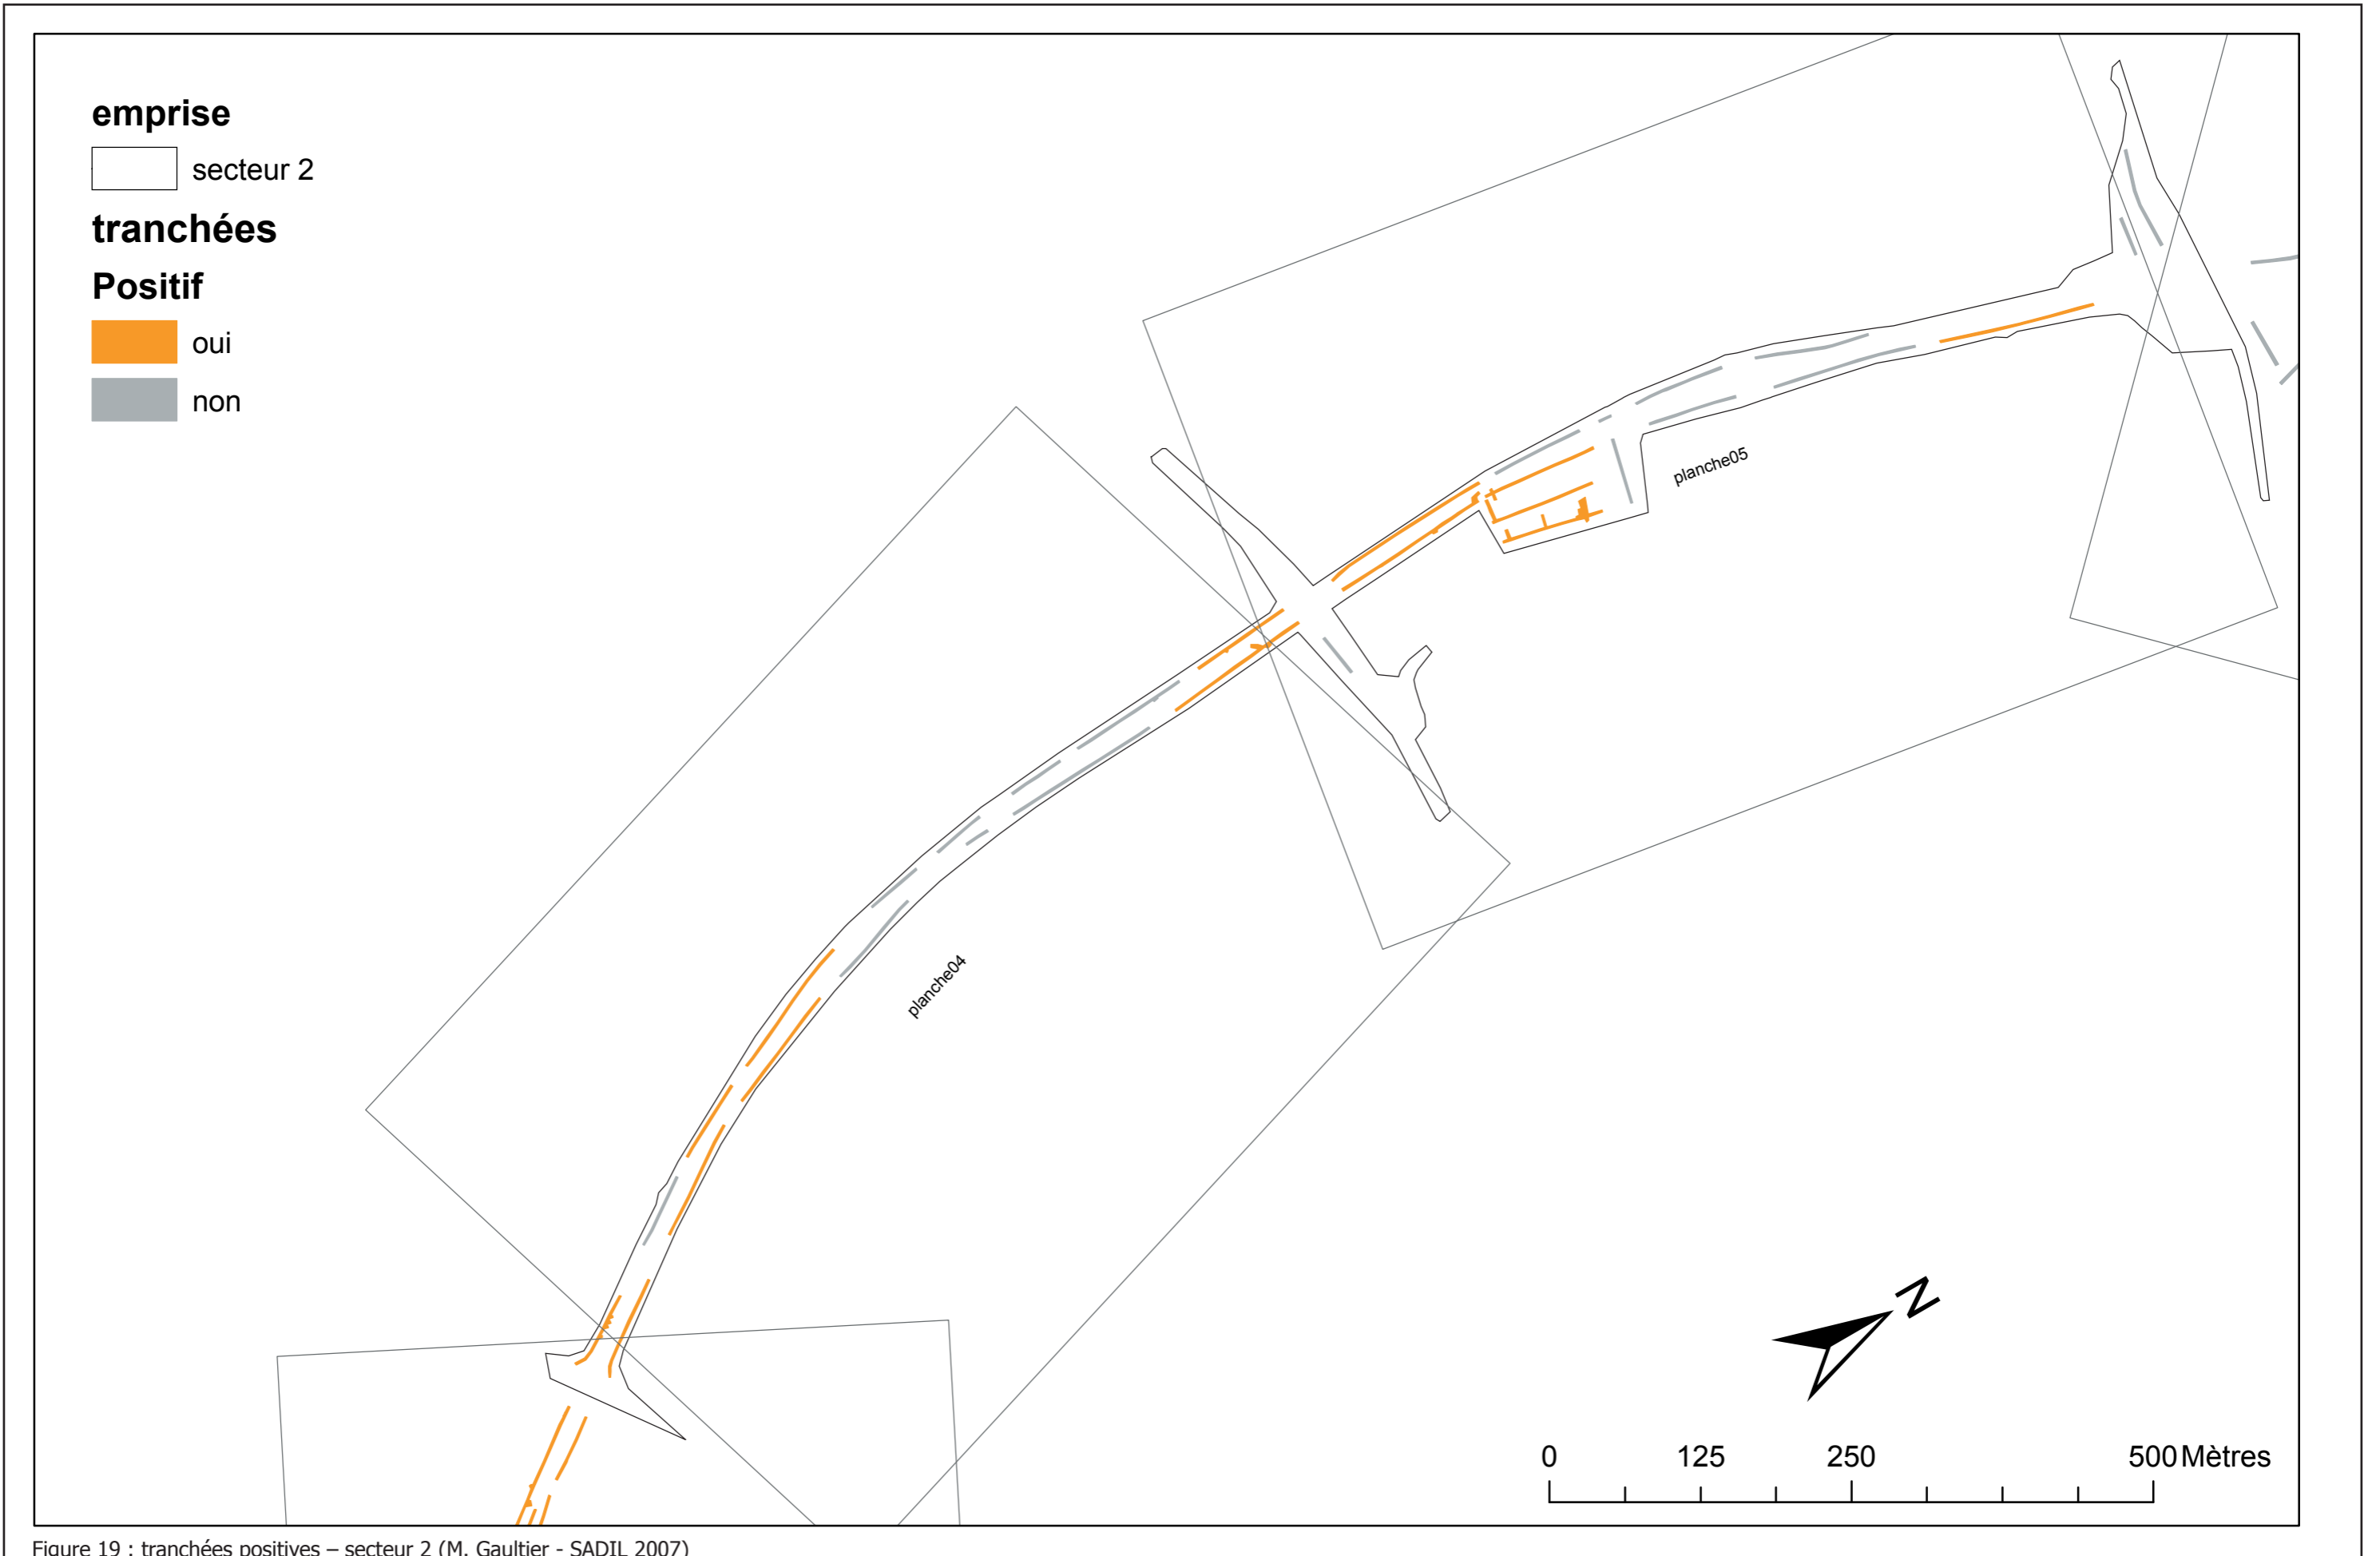 emprise
secteur 2
tranchées
Positif
oui
non
planche05
planche04
N
0 125 250 500 Mètres
Figure 19 : tranchées positives – secteur 2 (M. Gaultier - SADIL 2007)